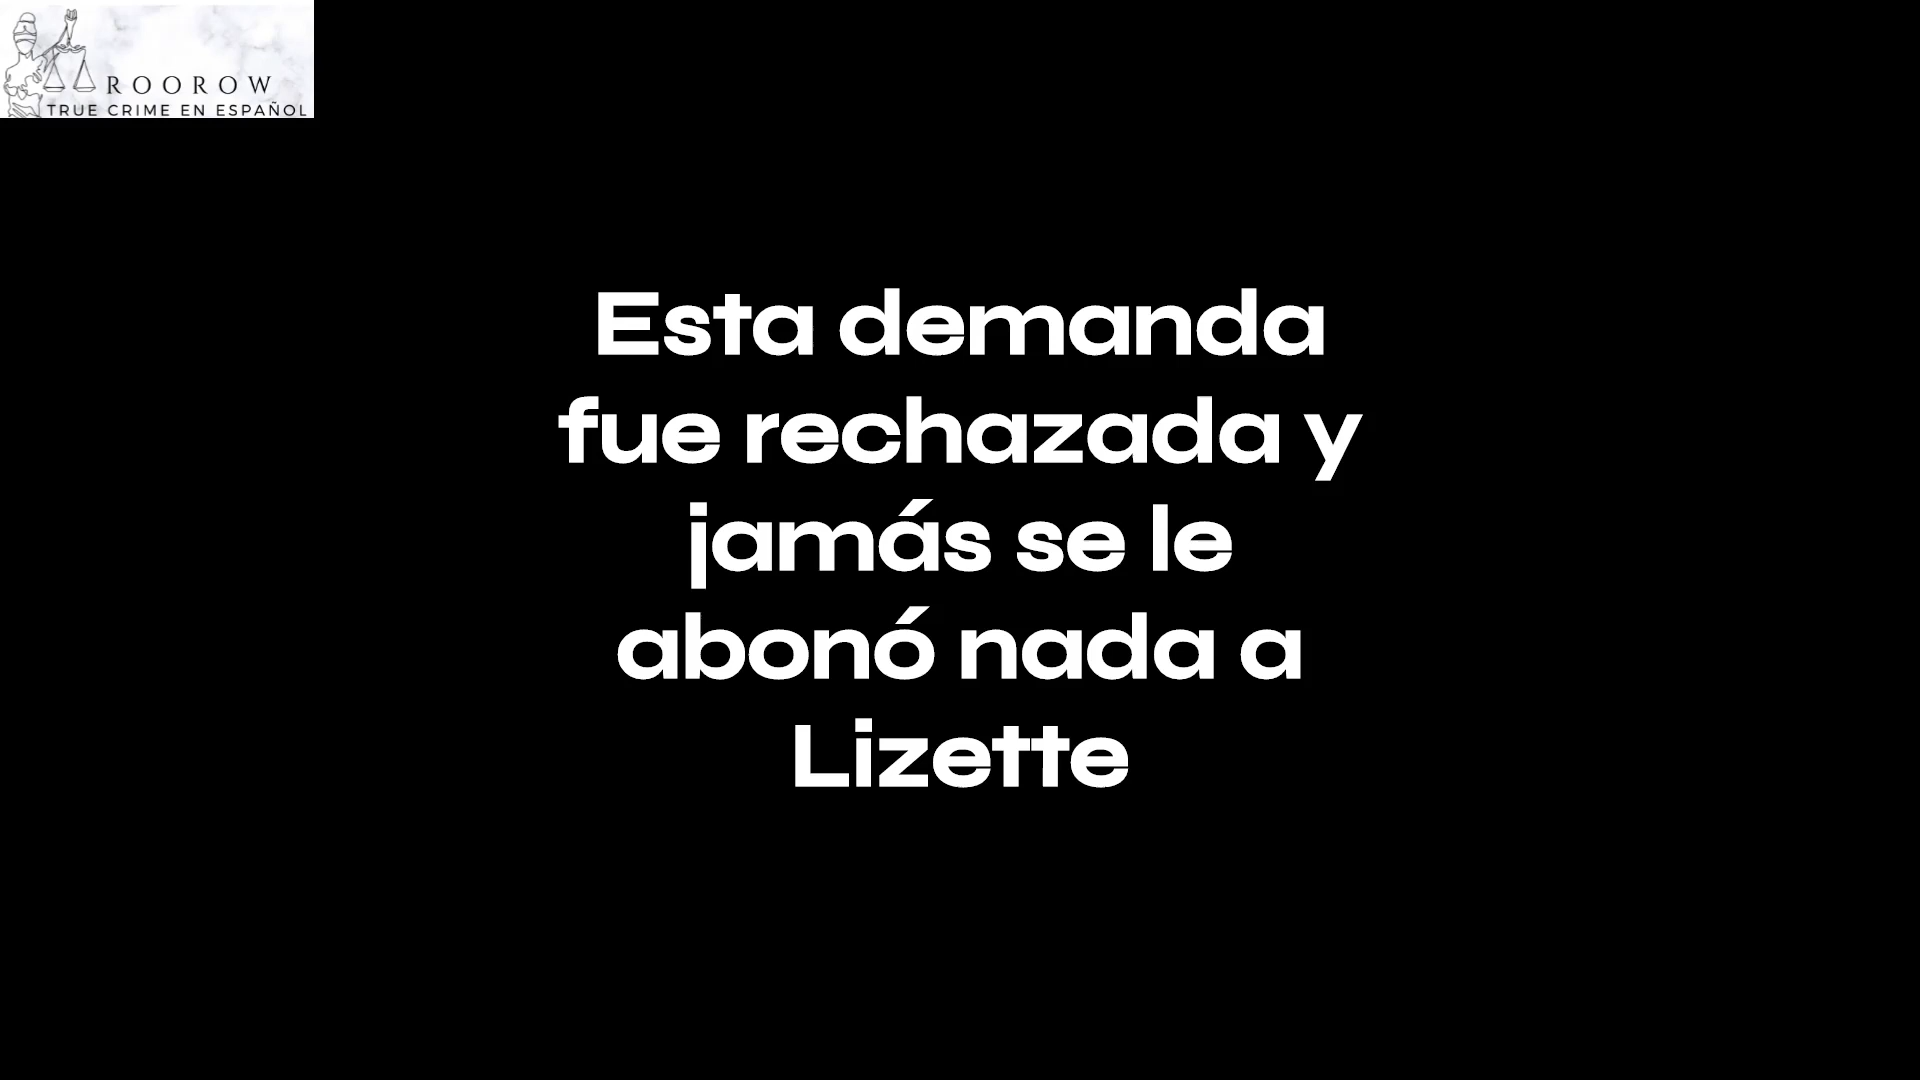 ROOROW
TRUE CRIME EN ESPAÑOL
Esta demanda
fue rechazada y
jamás se le
abonó nada a
Lizette